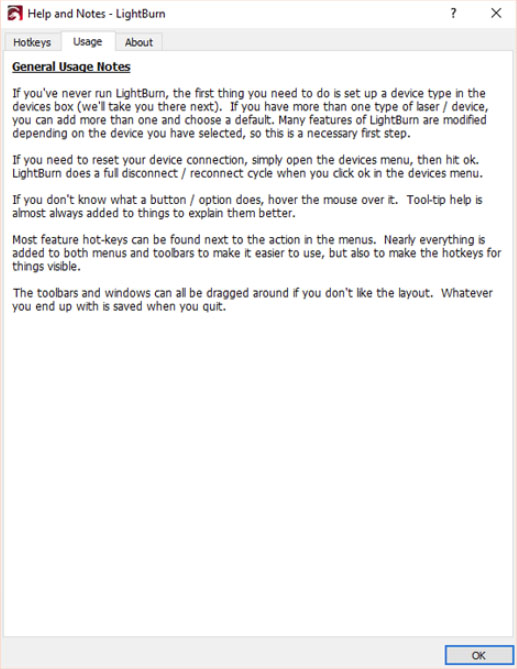 Help and Notes - LightBurn
?
Hotkeys Usage About
General Usage Notes
If you've never run LightBurn, the first thing you need to do is set up a device type in the
devices box (we'll take you there next).  If you have more than one type of laser / device,
you can add more than one and choose a default. Many features of LightBurn are modified
depending on the device you have selected, so this is a necessary first step.
If you need to reset your device connection, simply open the devices menu, then hit ok.
LightBurn does a full disconnect / reconnect cycle when you click ok in the devices menu.
If you don't know what a button / option does, hover the mouse over it.  Tool-tip help is
almost always added to things to explain them better.
Most feature hot-keys can be found next to the action in the menus.  Nearly everything is
added to both menus and toolbars to make it easier to use, but also to make the hotkeys for
things visible.
The toolbars and windows can all be dragged around if you don't like the layout.  Whatever
you end up with is saved when you quit.
OK